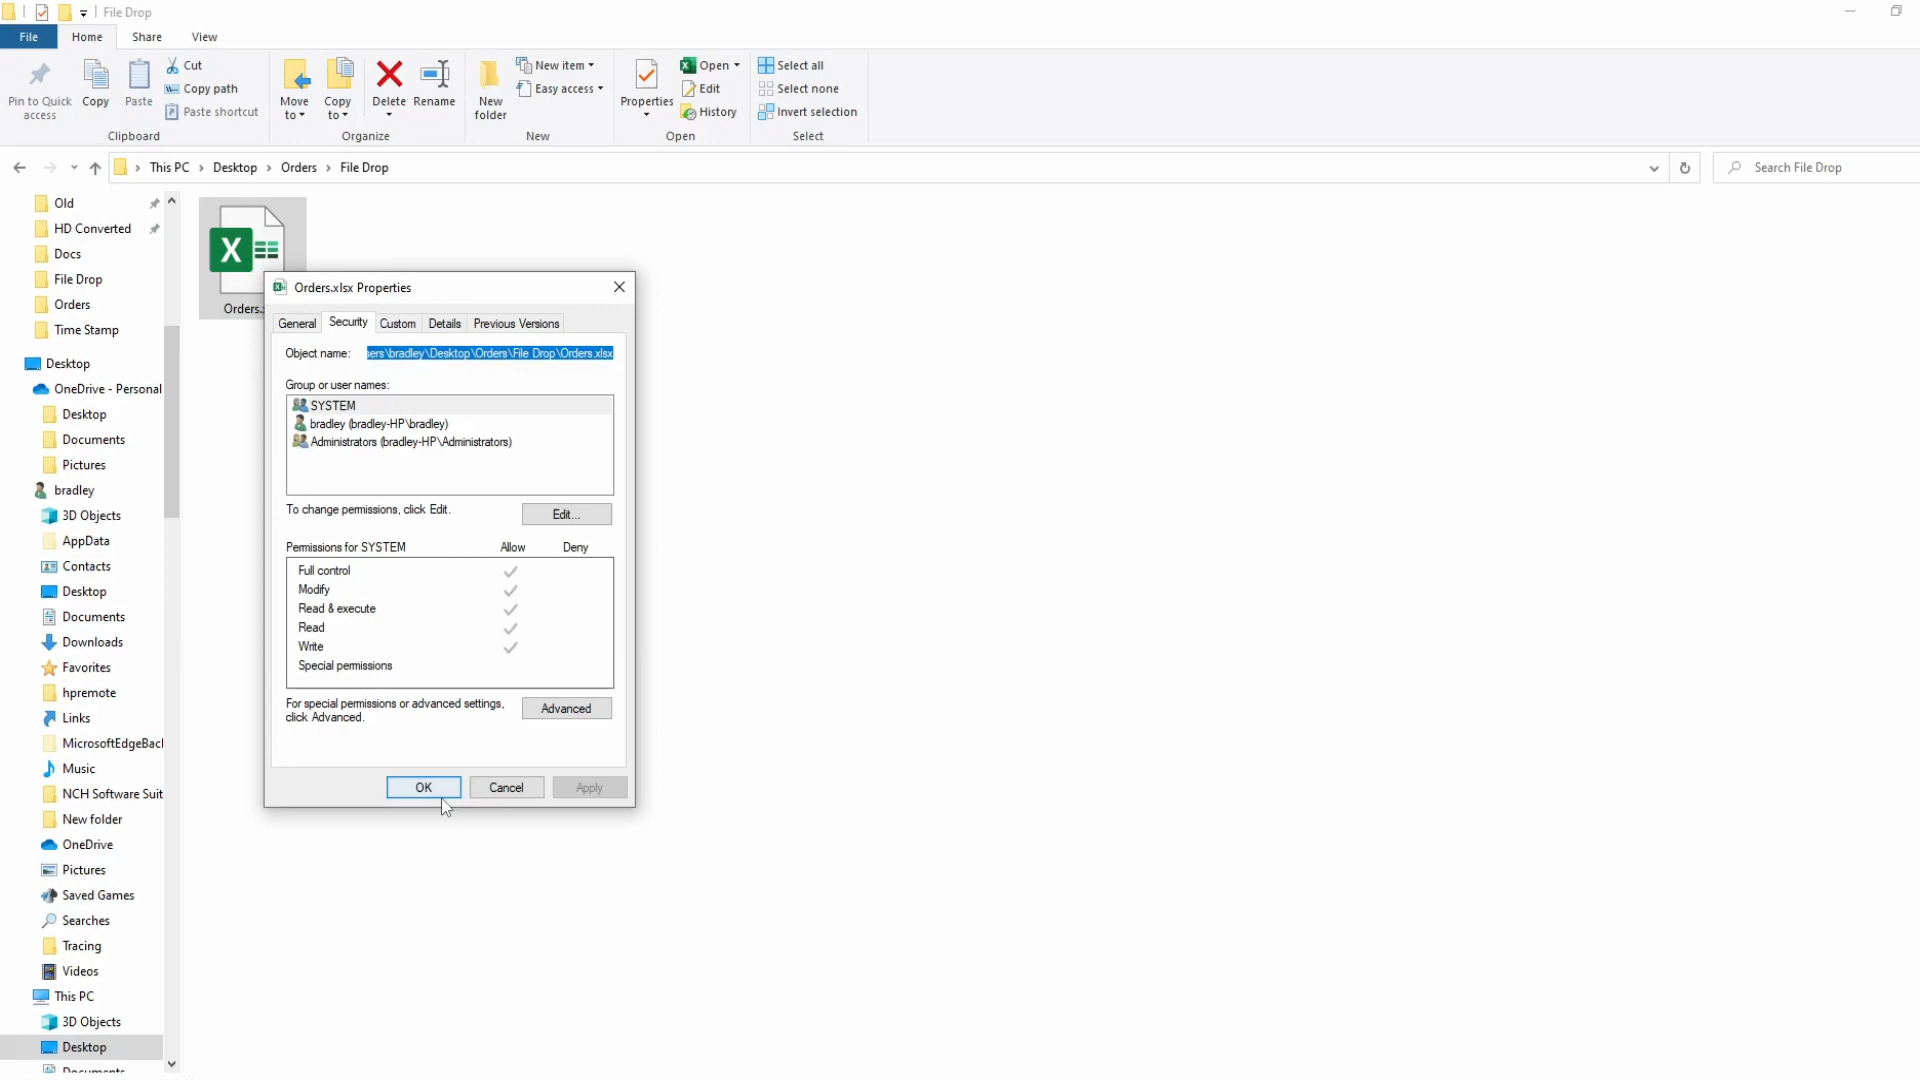 File Drop
File Home Share View
Pin to Quick access
Copy
Paste
Cut
Copy path
Paste shortcut
Clipboard
Move to
Copy to
Delete
Rename
Organize
New folder
New item
Easy access
New
Properties
Open
Edit
History
Open
Select all
Select none
Invert selection
Select
This PC > Desktop > Orders > File Drop
Search File Drop
Old
HD Converted
Docs
File Drop
Orders
Time Stamp
Desktop
OneDrive - Personal
Desktop
Documents
Pictures
bradley
3D Objects
AppData
Contacts
Desktop
Documents
Downloads
Favorites
hpremote
Links
MicrosoftEdgeBacl
Music
NCH Software Suit
New folder
OneDrive
Pictures
Saved Games
Searches
Tracing
Videos
This PC
3D Objects
Desktop
Documents
Orders.
Orders.xlsx Properties
General Security Custom Details Previous Versions
Object name: sers\bradley\Desktop\Orders\File Drop\Orders.xlsx
Group or user names:
SYSTEM
bradley (bradley-HP\bradley)
Administrators (bradley-HP\Administrators)
To change permissions, click Edit.
Edit...
Permissions for SYSTEM Allow Deny
Full control
Modify
Read & execute
Read
Write
Special permissions
For special permissions or advanced settings,
click Advanced.
Advanced
OK Cancel Apply